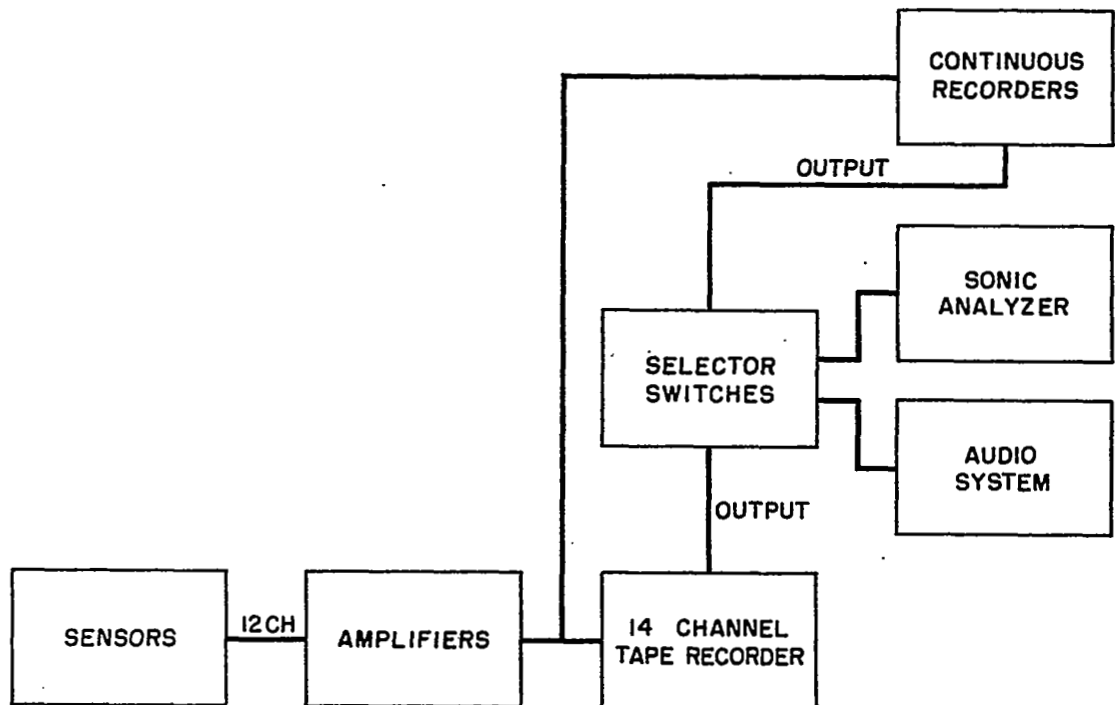 CONTINUOUS
RECORDERS
OUTPUT
SONIC
ANALYZER
SELECTOR
SWITCHES
AUDIO
SYSTEM
OUTPUT
SENSORS
12CH
AMPLIFIERS
14 CHANNEL
TAPE RECORDER